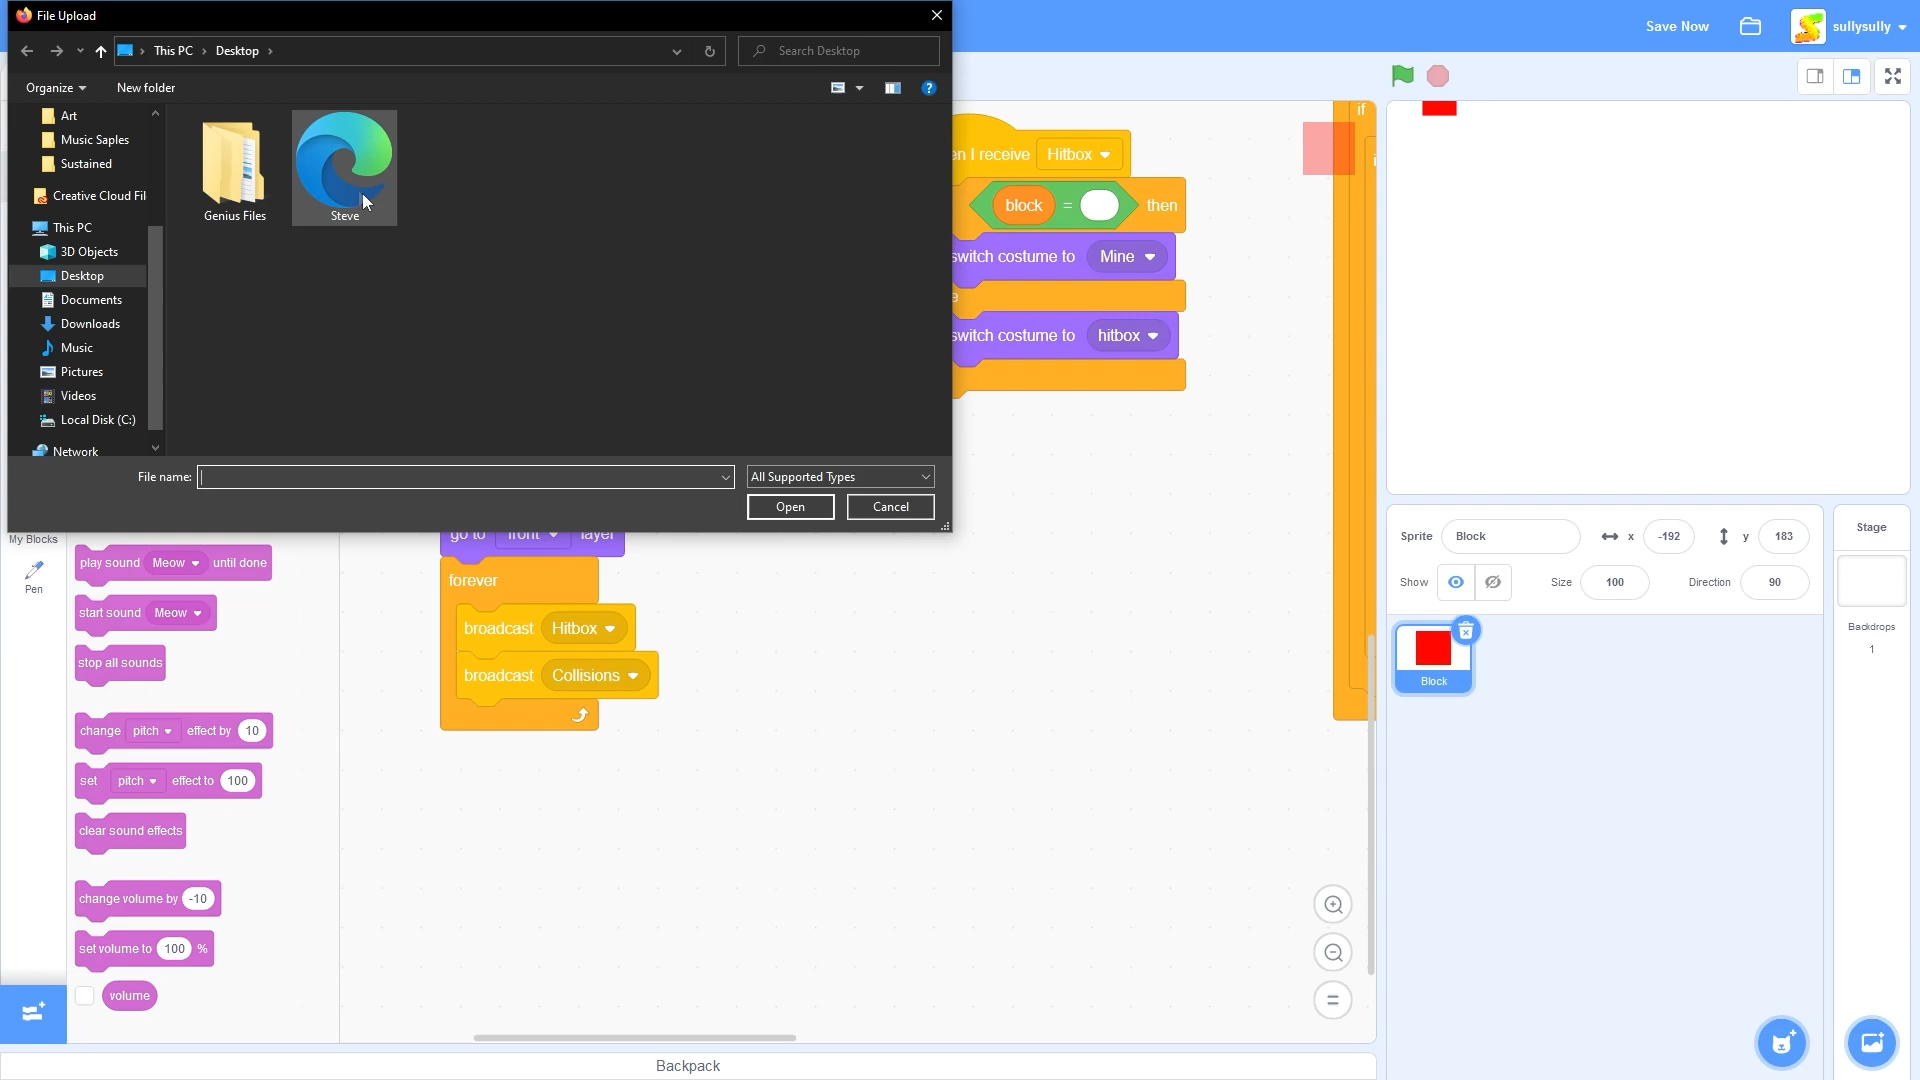 File Upload
This PC
Desktop
Search Desktop
Save Now
sullysully
Organize
New folder
Art
Music Saples
Sustained
Creative Cloud Fil
This PC
3D Objects
Desktop
Documents
Downloads
Music
Pictures
Videos
Local Disk (C:)
Network
Genius Files
Steve
File name:
All Supported Types
Open
Cancel
en I receive Hitbox
block = then
switch costume to Mine
e
switch costume to hitbox
if
i
My Blocks
Pen
play sound Meow until done
start sound Meow
stop all sounds
change pitch effect by 10
set pitch effect to 100
clear sound effects
change volume by -10
set volume to 100 %
volume
go to front layer
forever
broadcast Hitbox
broadcast Collisions
Backpack
Sprite Block x -192 y 183
Show Size 100 Direction 90
Block
Stage
Backdrops
1